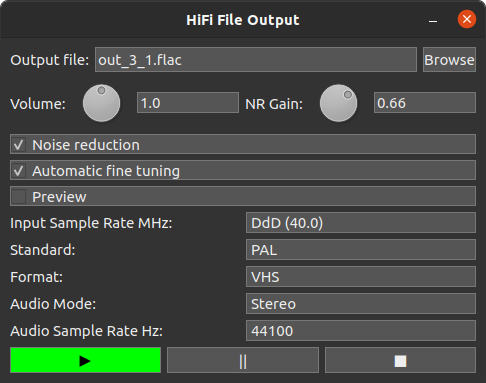 HiFi File Output
Output file: out_3_1.flac Browse
Volume: 1.0 NR Gain: 0.66
Noise reduction
Automatic fine tuning
Preview
Input Sample Rate MHz: DdD (40.0)
Standard: PAL
Format: VHS
Audio Mode: Stereo
Audio Sample Rate Hz: 44100